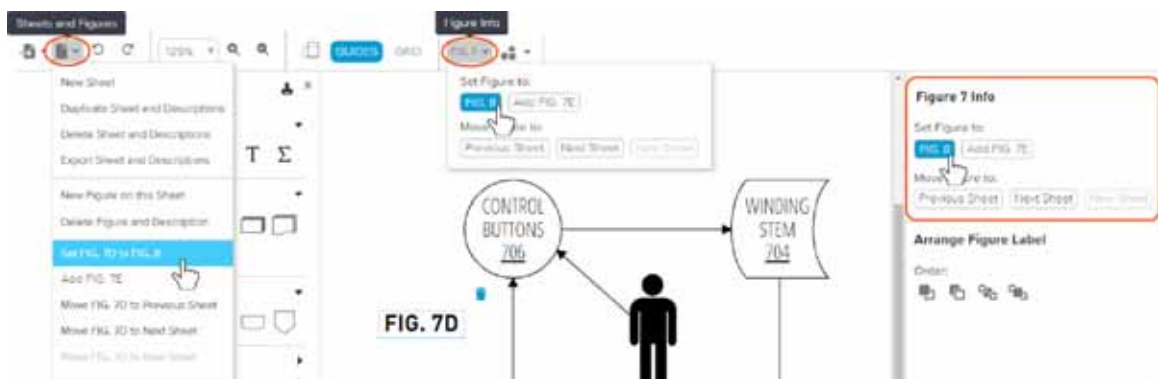 Sheets and Figures
Figure Info
125%
GUIDES
GRID
FIG. 7
New Sheet
Duplicate Sheet and Descriptions
Delete Sheet and Descriptions
Export Sheet and Descriptions
New Figure on this Sheet
Delete Figure and Description
Set FIG. 7D to FIG. 8
Add FIG. 7E
Move FIG. 7D to Previous Sheet
Move FIG. 7D to Next Sheet
Move FIG. 7D to New Sheet
T Σ
Set Figure to:
FIG. 8
Add FIG. 7E
Previous Sheet
Next Sheet
New Sheet
CONTROL
BUTTONS
706
WINDING
STEM
704
FIG. 7D
Figure 7 Info
Set Figure to:
FIG. 8
Add FIG. 7E
Previous Sheet
Next Sheet
New Sheet
Arrange Figure Label
Order: